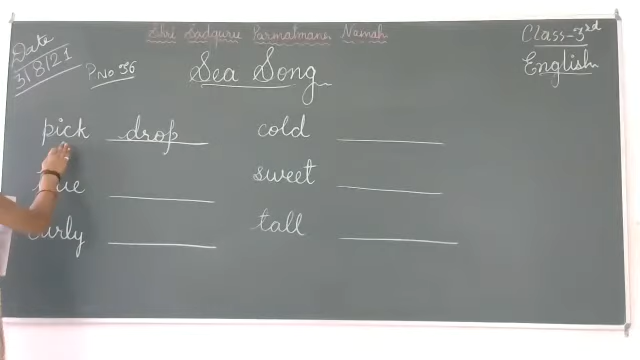 Shri Sadguru Parmatmane Namah
Class-3rd
Date
3/8/21
P No 36
Sea Song
English
pick drop cold
sweet
tall